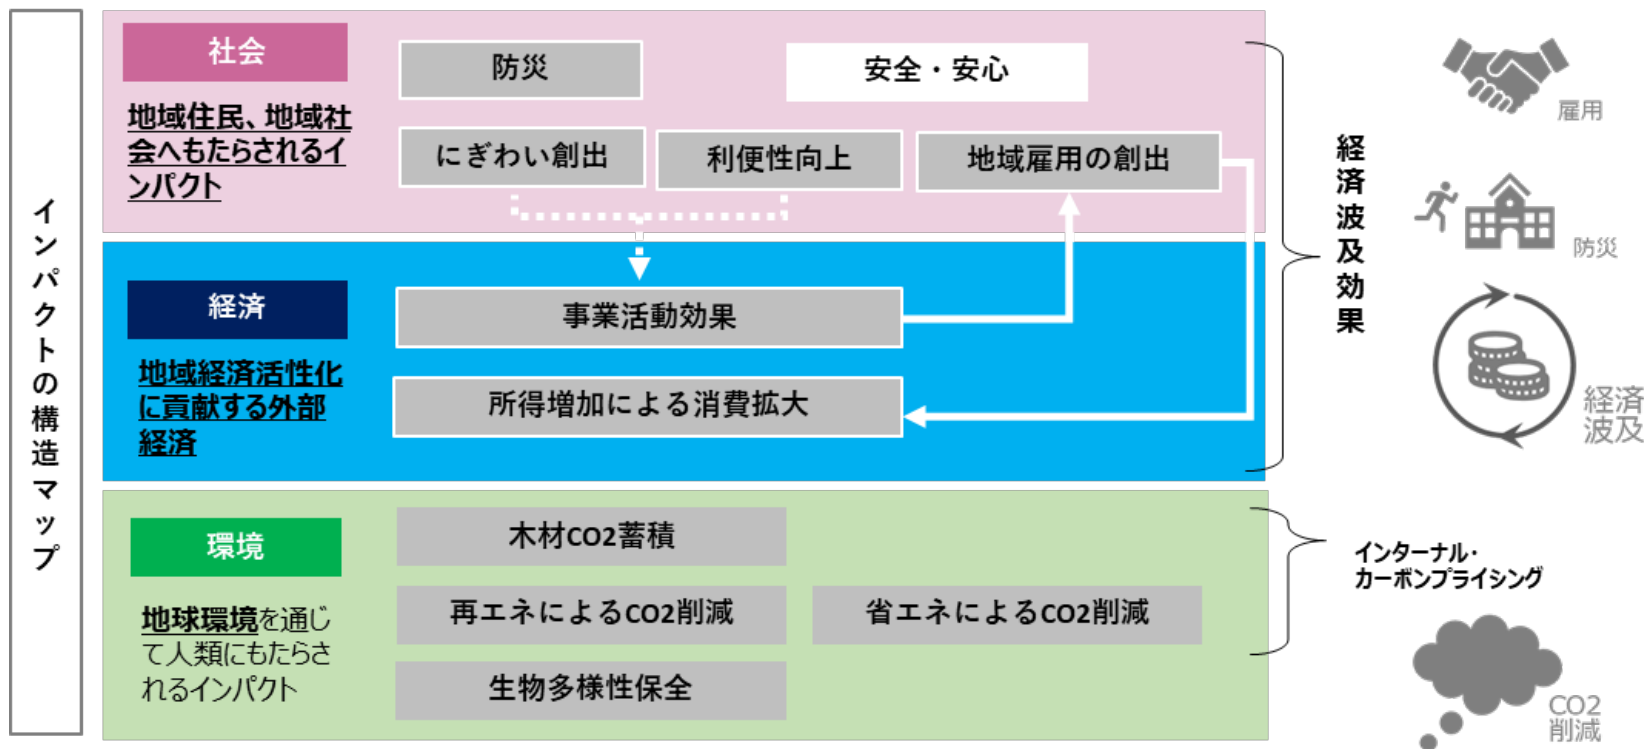 インパクトの構造マップ
社会
地域住民、地域社
会へもたらされるイ
ンパクト
防災
安全・安心
にぎわい創出
利便性向上
地域雇用の創出
経済
地域経済活性化
に貢献する外部
経済
事業活動効果
所得増加による消費拡大
環境
地球環境を通じ
て人類にもたらさ
れるインパクト
木材CO2蓄積
再エネによるCO2削減
省エネによるCO2削減
生物多様性保全
経済波及効果
インターナル・
カーボンプライシング
雇用
防災
経済
波及
CO2
削減